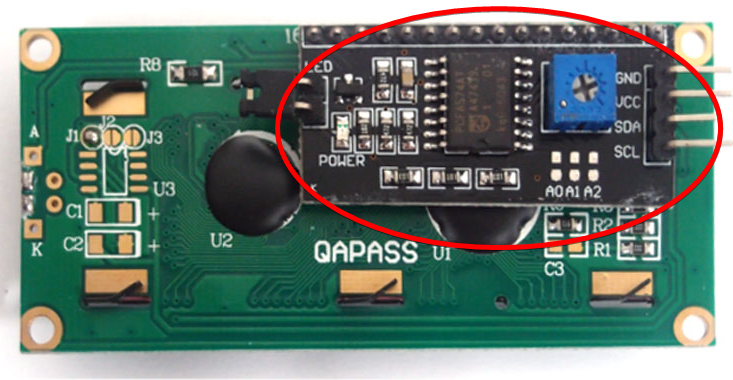 16
R8
LED
GND
VCC
SDA
SCL
POWER
A0 A1 A2
A
J1
J2
J3
U3
C1 +
C2 +
K
U2
QAPASS
U1
R2
R1
C3